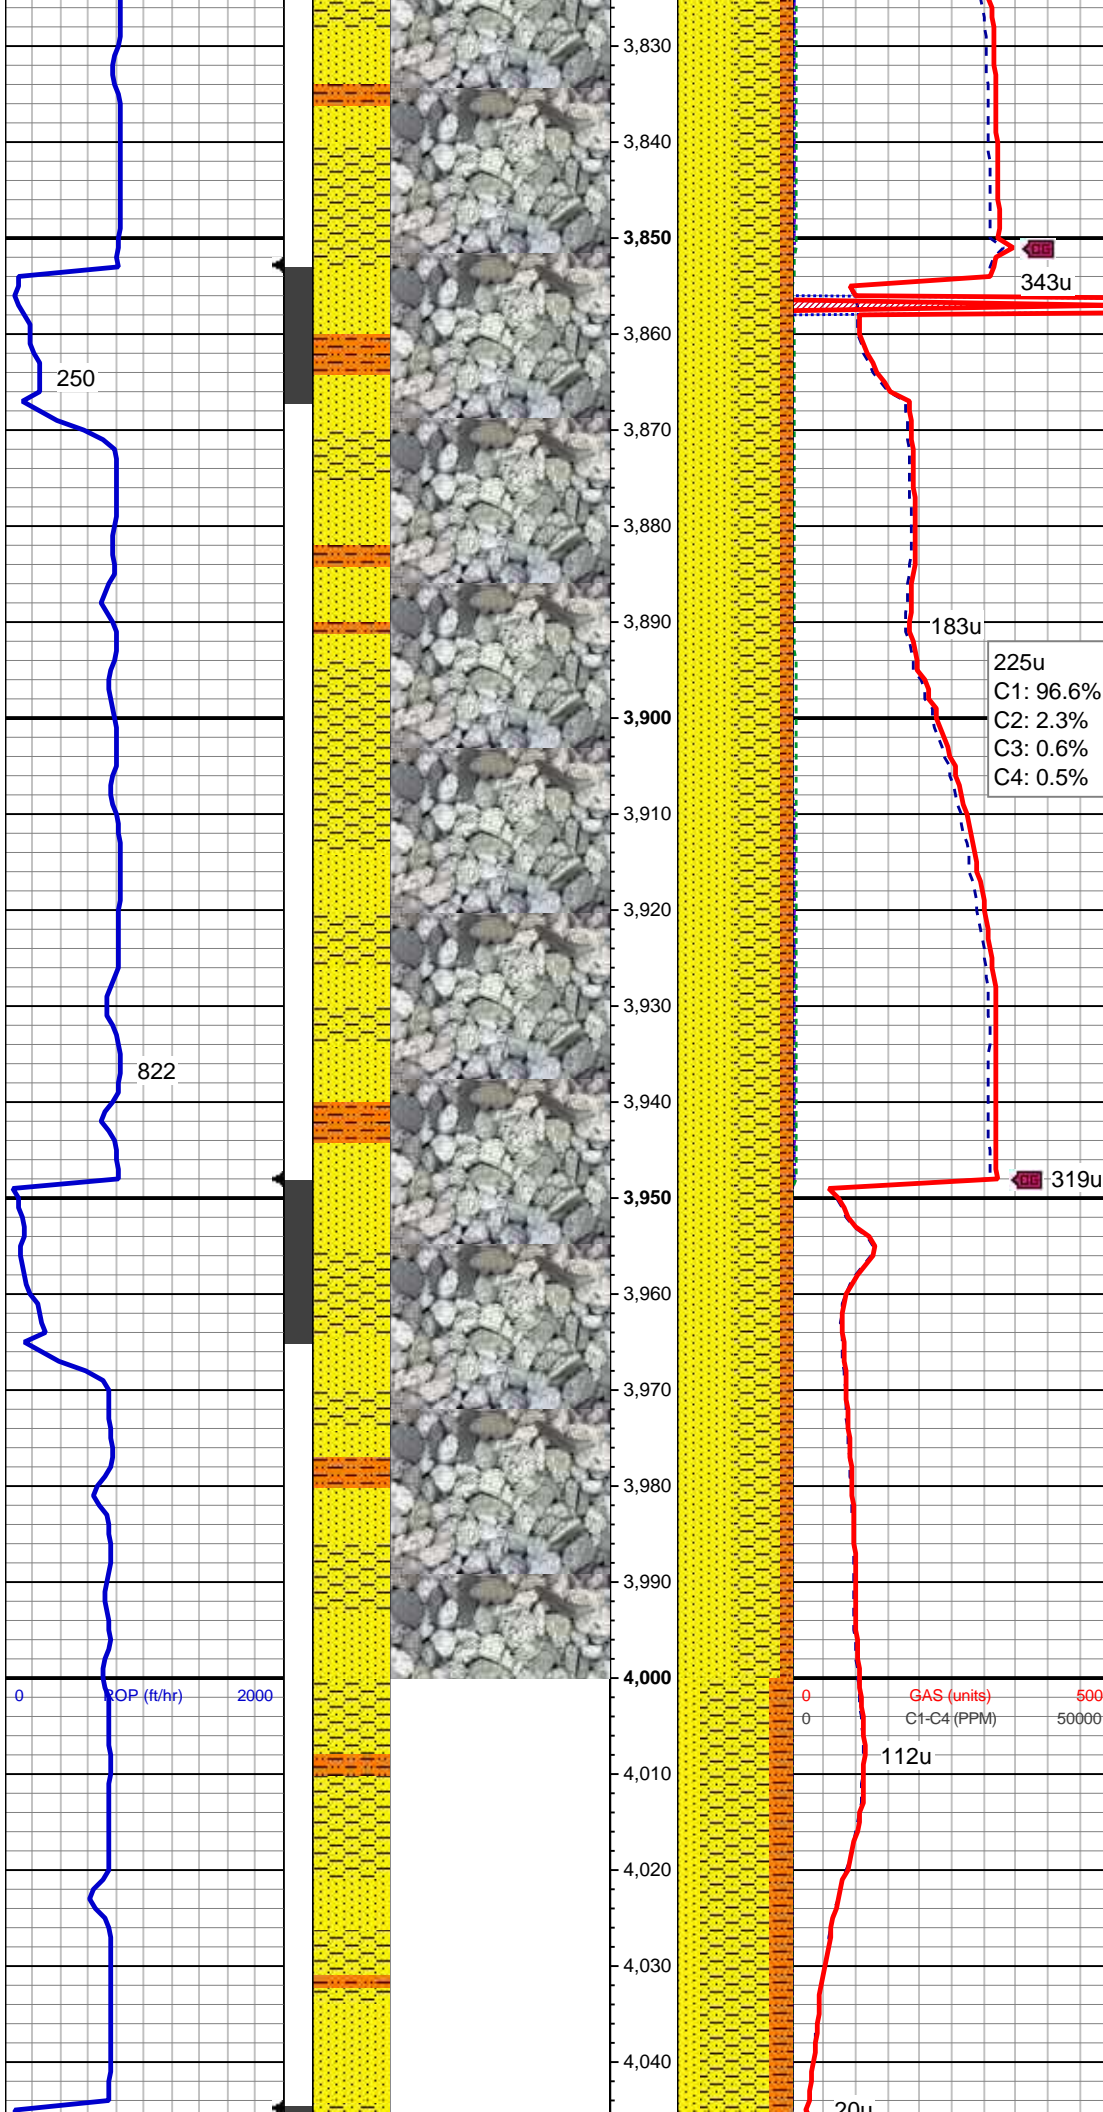 3,830
3,840
3,850
DG
343u
3,860
250
3,870
3,880
3,890
183u
225u
C1: 96.6%
C2: 2.3%
C3: 0.6%
C4: 0.5%
3,900
3,910
3,920
3,930
822
3,940
DG 319u
3,950
3,960
3,970
3,980
3,990
4,000
0 ROP (ft/hr) 2000
0 GAS (units) 500
0 C1-C4 (PPM) 50000
112u
4,010
4,020
4,030
4,040
20u